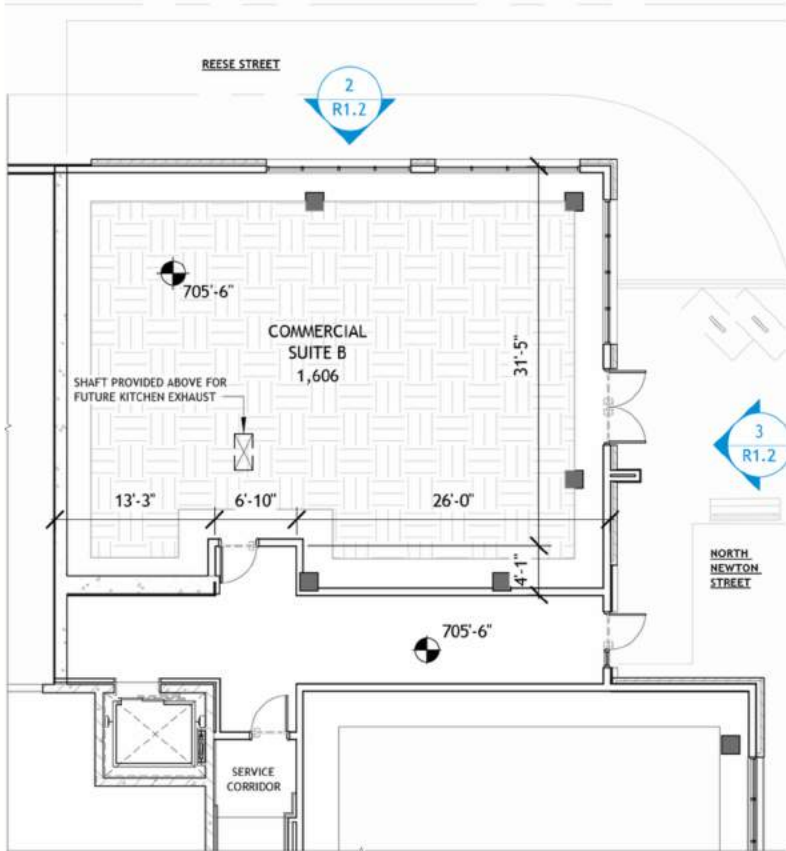 REESE STREET
2
R1.2
705'-6"
COMMERCIAL
SUITE B
1,606
31'-5"
SHAFT PROVIDED ABOVE FOR
FUTURE KITCHEN EXHAUST
3
R1.2
13'-3"
6'-10"
26'-0"
4'-1"
NORTH
NEWTON
STREET
705'-6"
SERVICE
CORRIDOR